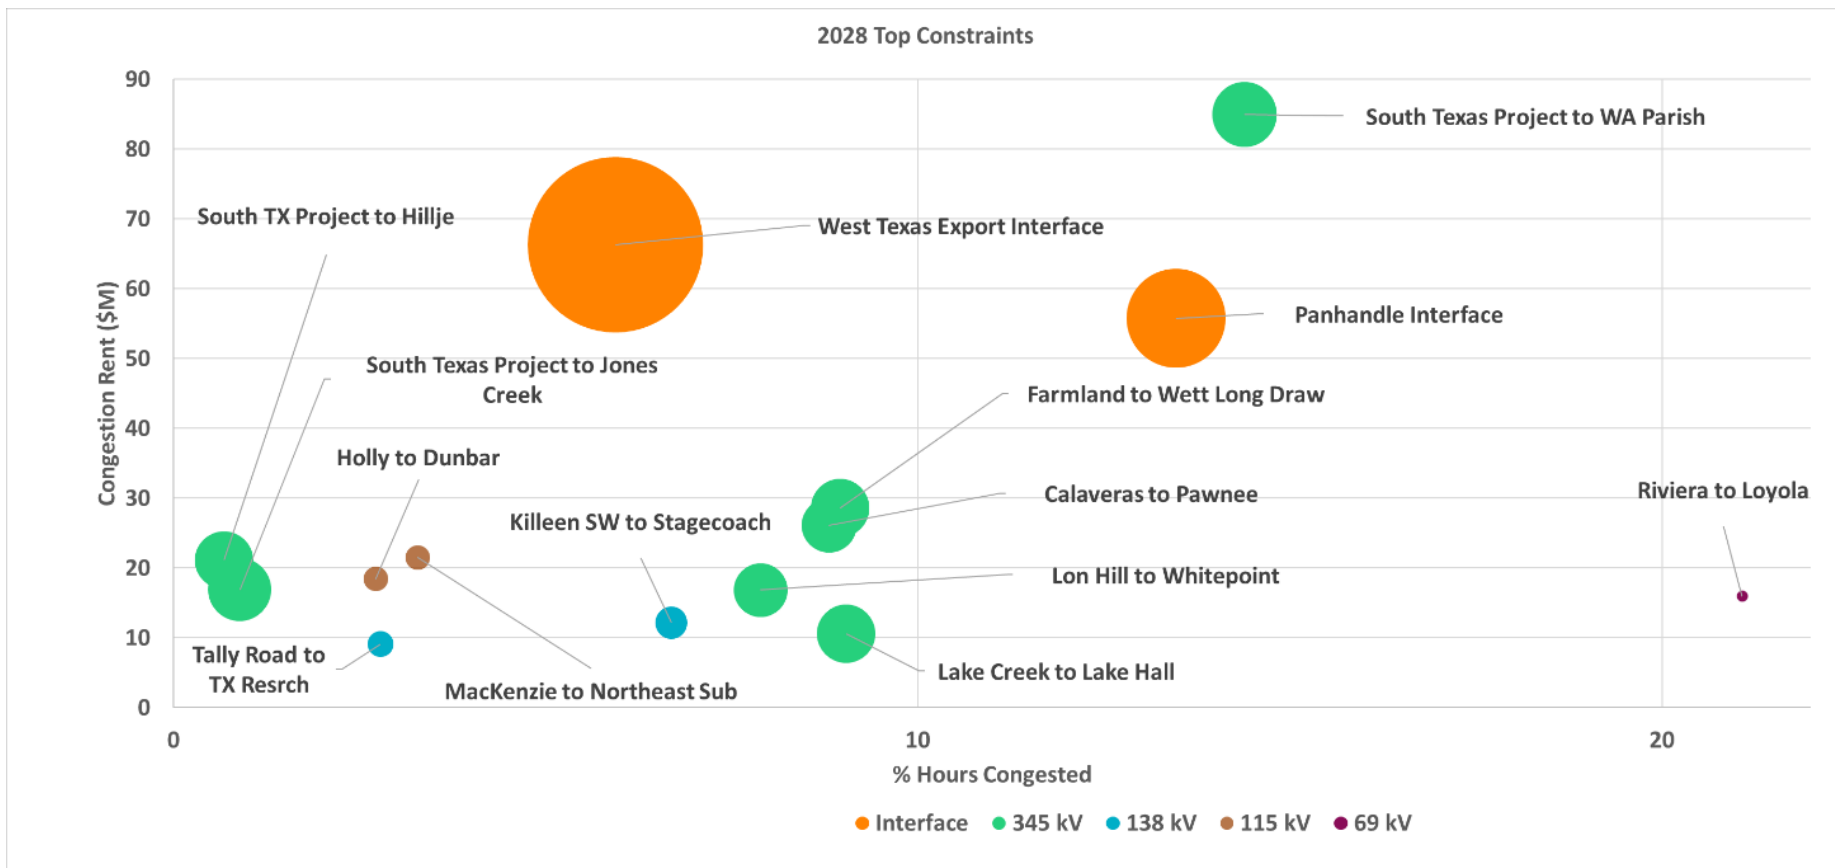 2028 Top Constraints
90
80
70
60
50
40
30
20
10
0
Congestion Rent ($M)
South Texas Project to WA Parish
South TX Project to Hillje
West Texas Export Interface
Panhandle Interface
South Texas Project to Jones
Creek
Farmland to Wett Long Draw
Holly to Dunbar
Calaveras to Pawnee
Riviera to Loyola
Killeen SW to Stagecoach
Lon Hill to Whitepoint
Tally Road to
TX Resrch
Lake Creek to Lake Hall
MacKenzie to Northeast Sub
0
10
20
% Hours Congested
Interface
345 kV
138 kV
115 kV
69 kV